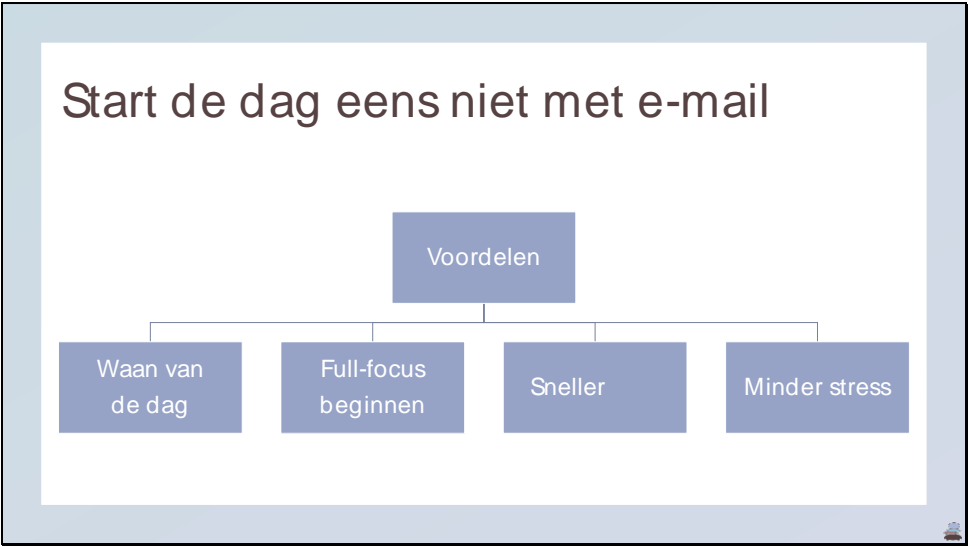 Start de dag eens niet met e-mail
Voordelen
Waan van
de dag
Full-focus
beginnen
Sneller
Minder stress